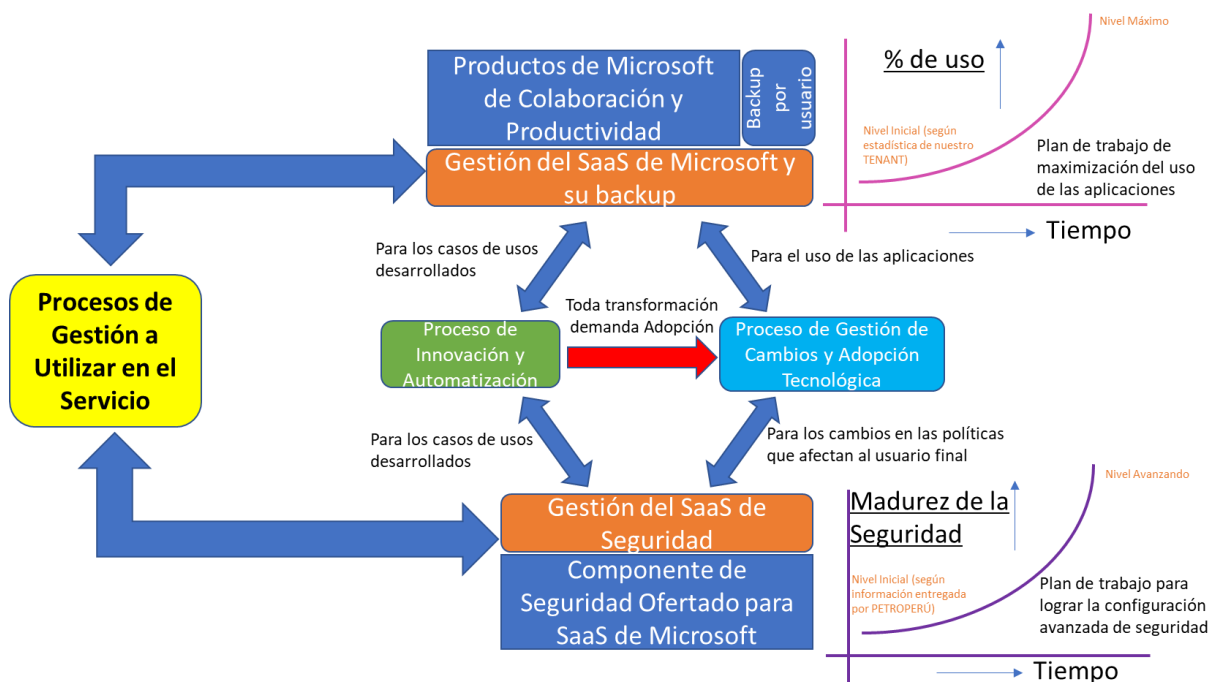 Productos de Microsoft
de Colaboración y
Productividad
Backup
por
usuario
Gestión del SaaS de Microsoft y
su backup
% de uso
Nivel Máximo
Nivel Inicial (según
estadística de nuestro
TENANT)
Plan de trabajo de
maximización del uso
de las aplicaciones
Tiempo
Para los casos de usos
desarrollados
Para el uso de las aplicaciones
Procesos de
Gestión a
Utilizar en el
Servicio
Proceso de
Innovación y
Automatización
Toda transformación
demanda Adopción
Proceso de Gestión de
Cambios y Adopción
Tecnológica
Para los casos de usos
desarrollados
Para los cambios en las políticas
que afectan al usuario final
Gestión del SaaS de
Seguridad
Componente de
Seguridad Ofertado para
SaaS de Microsoft
Madurez de la
Seguridad
Nivel Avanzando
Nivel Inicial (según
información entregada
por PETROPERÚ)
Plan de trabajo para
lograr la configuración
avanzada de seguridad
Tiempo